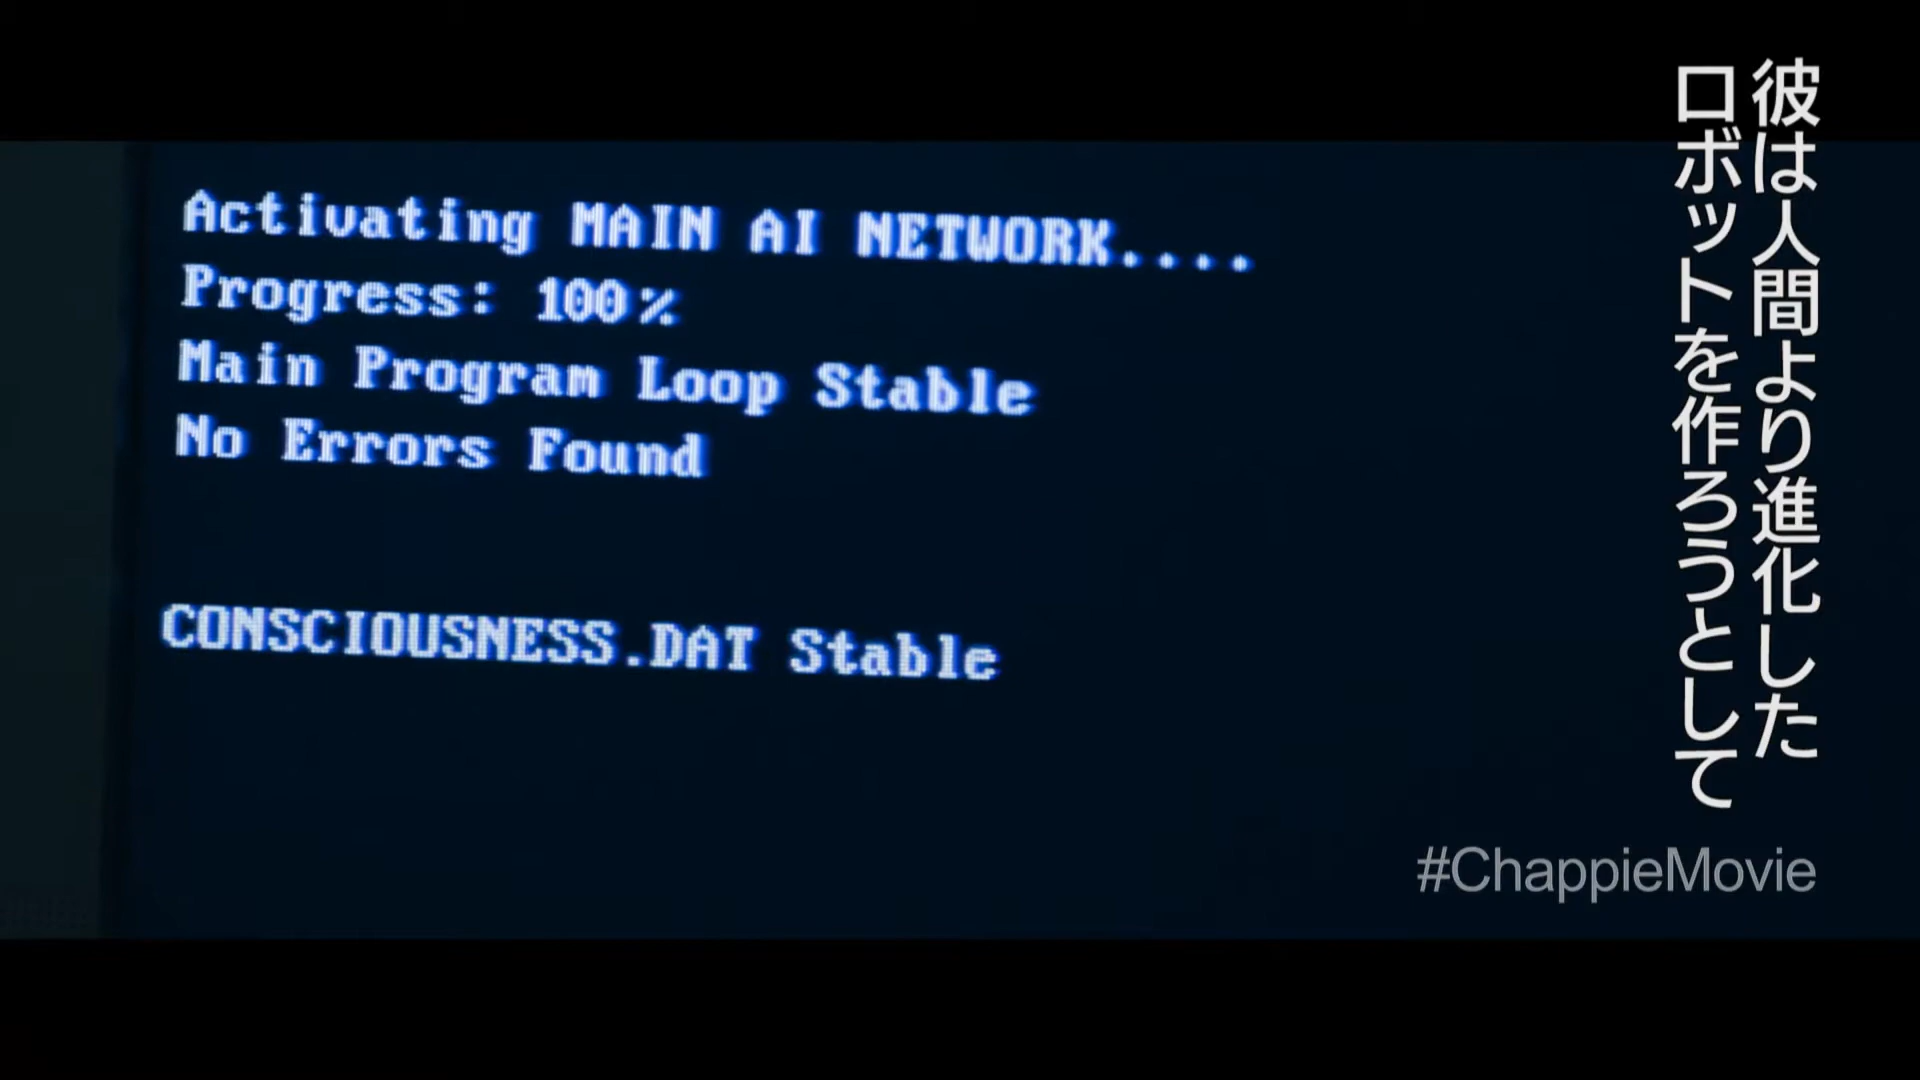 Activating MAIN AI NETWORK....
Progress: 100%
Main Program Loop Stable
No Errors Found
CONSCIOUSNESS.DAT Stable
彼は人間より進化した
ロボットを作ろうとして
#ChappieMovie